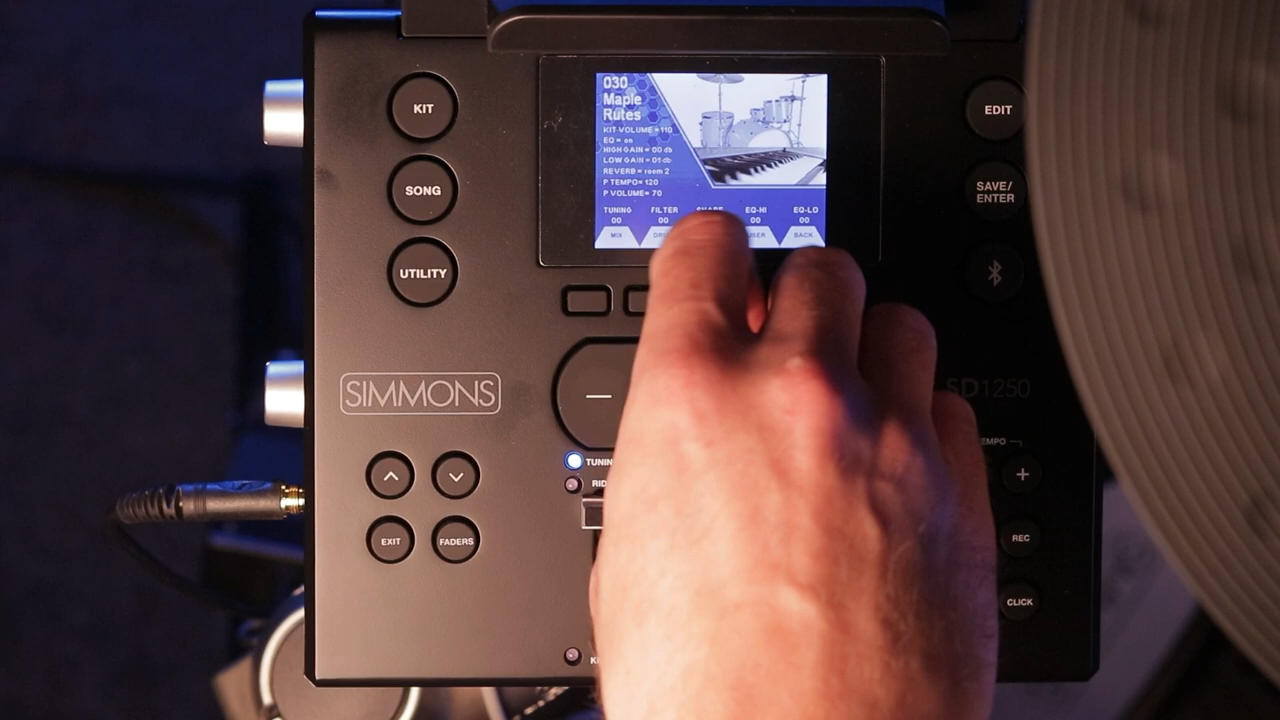 KIT
SONG
UTILITY
SIMMONS
EXIT
FADERS
030
Maple
Rutes
KIT-VOLUME = 110
EQ = on
HIGH GAIN = 00 db
LOW GAIN = 01 db
REVERB = room 2
P TEMPO= 120
P VOLUME= 70
TUNING FILTER SHAPE EQ-HI EQ-LO
00 00 00 00
MIX BACK
EDIT
SAVE/
ENTER
SD1250
+
REC
CLICK